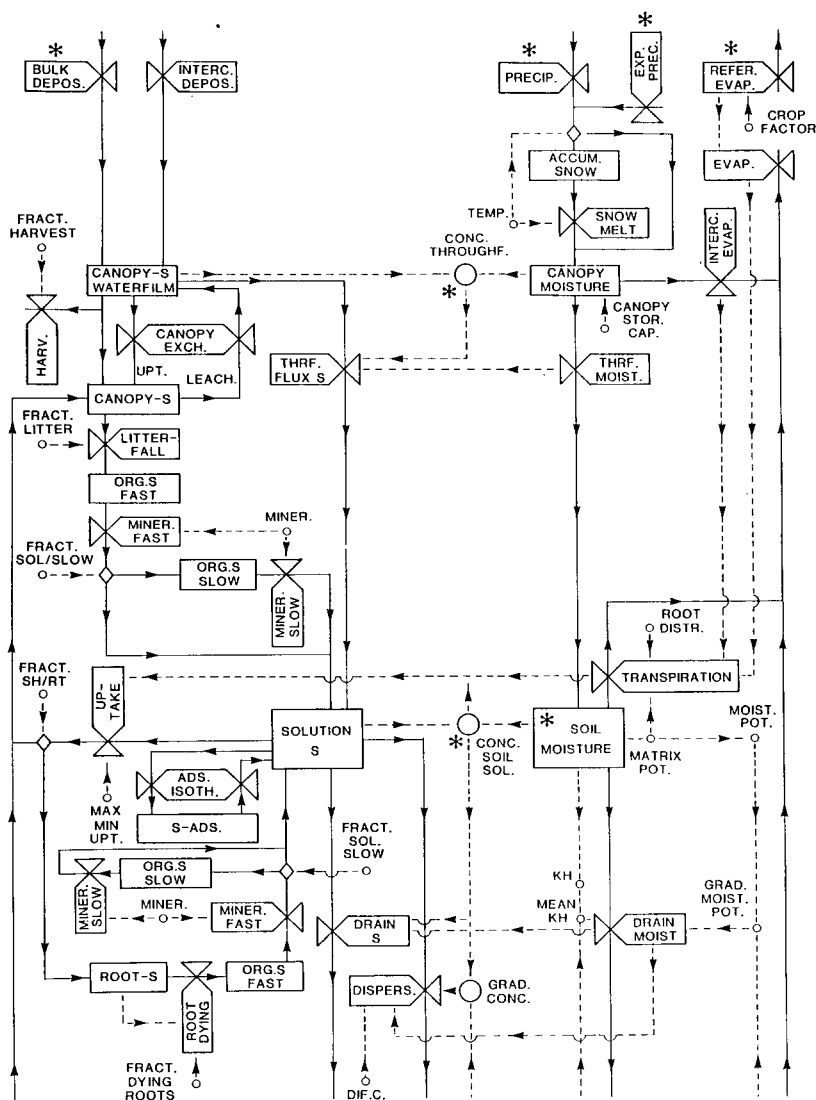 *
BULK
DEPOS.
INTERC.
DEPOS.
*
PRECIP.
*
EXP.
PREC.
*
REFER.
EVAP.
CROP
FACTOR
EVAP.
ACCUM.
SNOW
TEMP.
SNOW
MELT
INTERC.
EVAP.
FRACT.
HARVEST
CONC.
THROUGHF.
*
CANOPY-S
WATERFILM
CANOPY
MOISTURE
CANOPY
STOR.
CAP.
HARV.
CANOPY
EXCH.
UPT.
LEACH.
THRF.
FLUX S
THRF.
MOIST.
CANOPY-S
FRACT.
LITTER
LITTER-
FALL
ORG.S
FAST
MINER.
FAST
MINER.
FRACT.
SOL/SLOW
ORG.S
SLOW
MINER.
SLOW
ROOT
DISTR.
FRACT.
SH/RT
UP-
TAKE
TRANSPIRATION
SOLUTION
S
*
CONC.
SOIL
SOL.
*
SOIL
MOISTURE
MATRIX
POT.
MOIST.
POT.
ADS.
ISOTH.
S-ADS.
MAX
MIN
UPT.
FRACT.
SOL.
SLOW
ORG.S
SLOW
MINER.
SLOW
MINER.
MINER.
FAST
KH
MEAN
KH
GRAD.
MOIST.
POT.
DRAIN
S
DRAIN
MOIST
ROOT-S
ROOT
DYING
ORG.S
FAST
DISPERS.
GRAD.
CONC.
FRACT.
DYING
ROOTS
DIF.C.